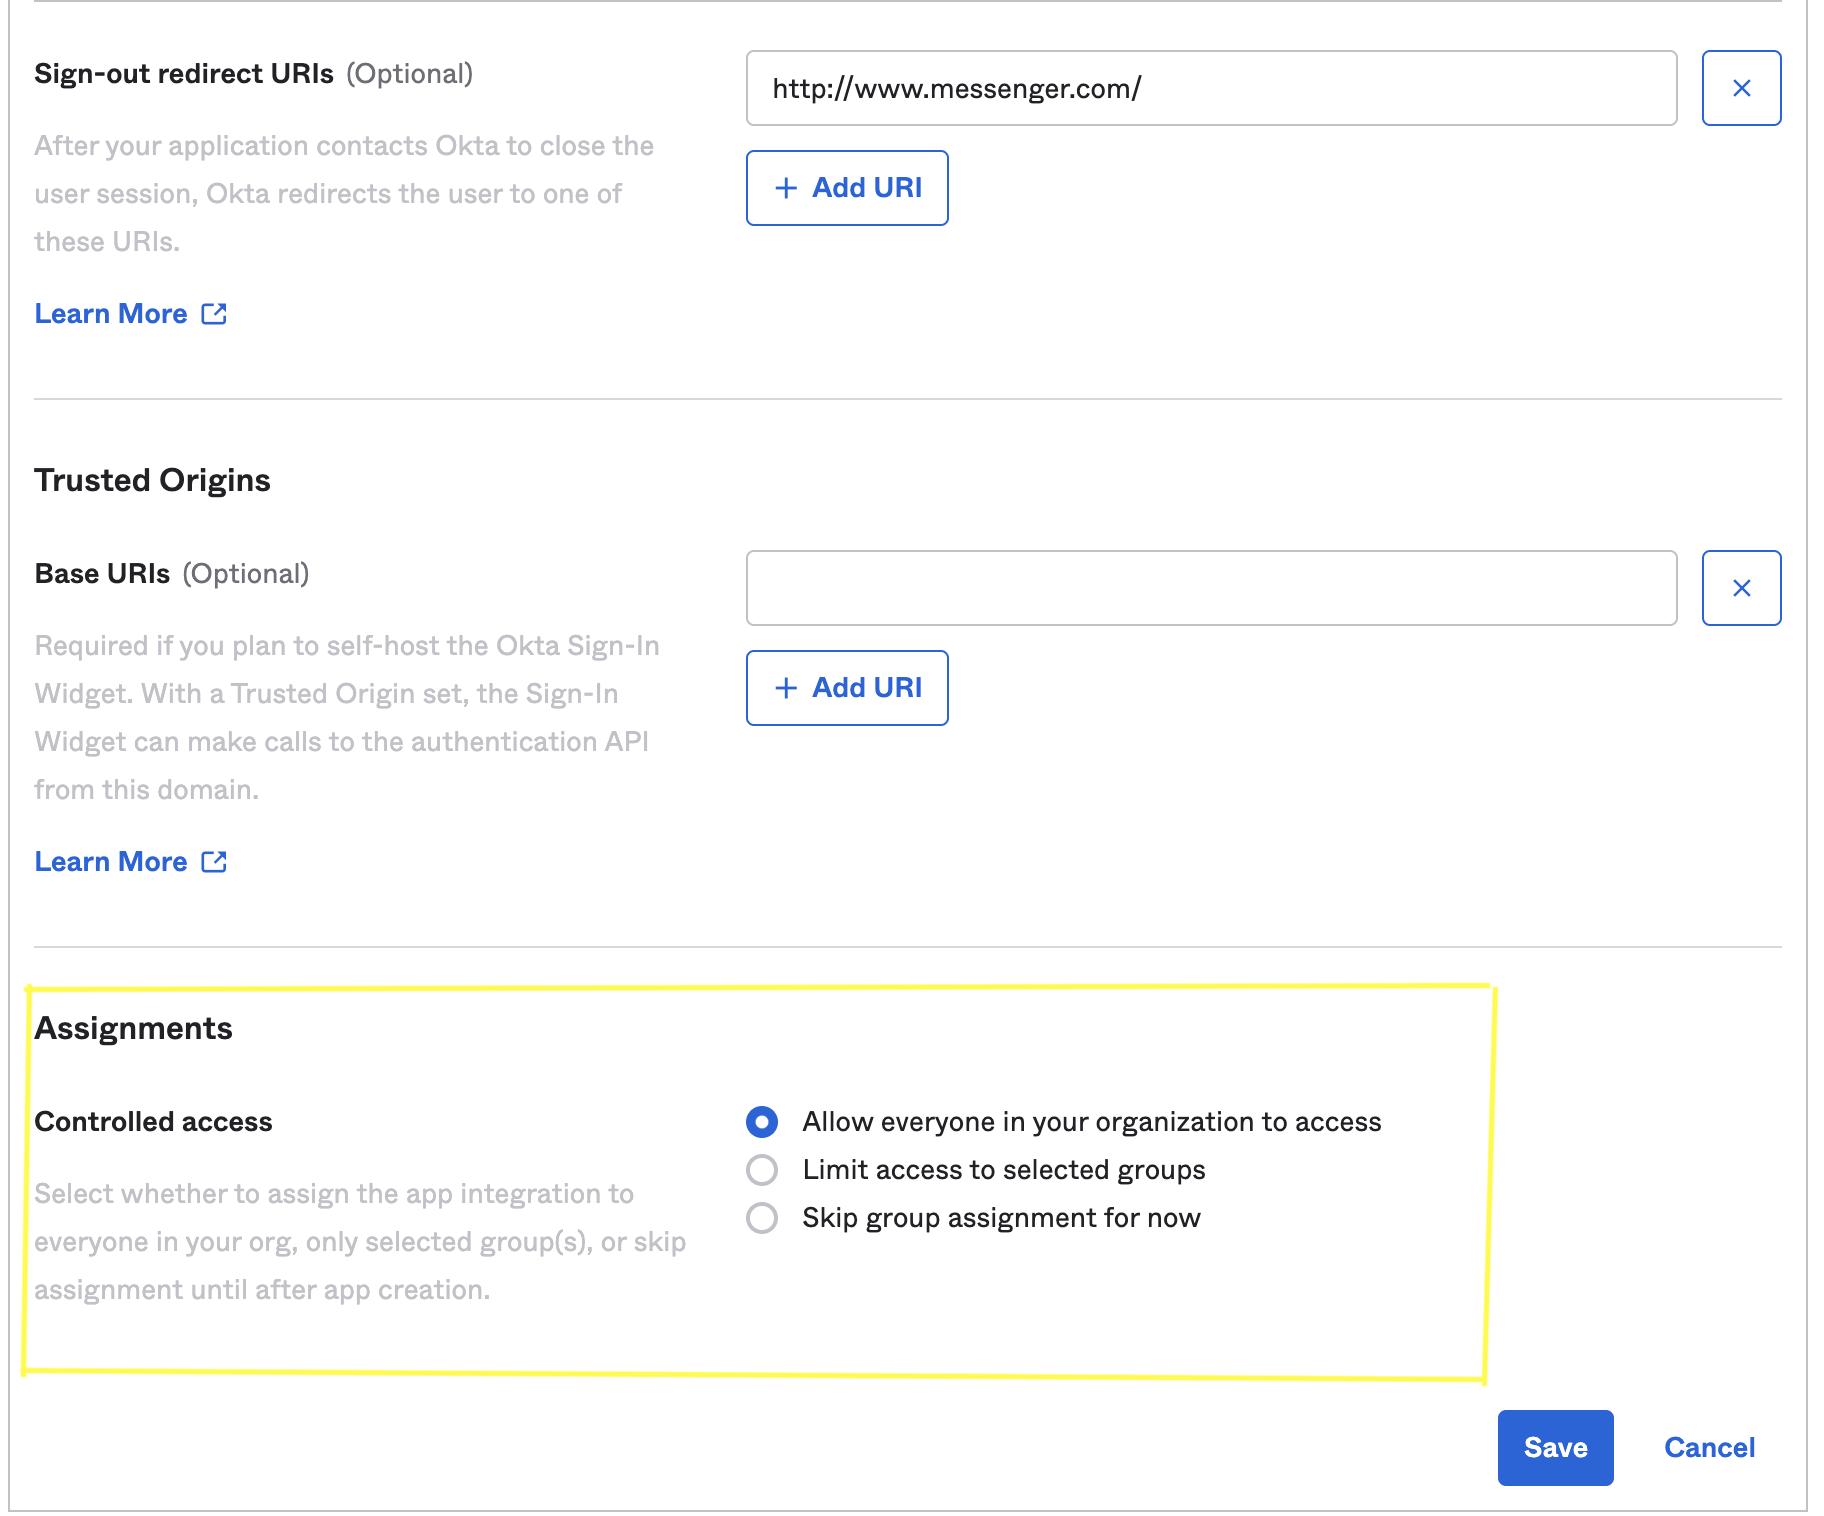 Sign-out redirect URIs (Optional)
http://www.messenger.com/
After your application contacts Okta to close the
user session, Okta redirects the user to one of
these URIs.
+ Add URI
Learn More
Trusted Origins
Base URIs (Optional)
Required if you plan to self-host the Okta Sign-In
Widget. With a Trusted Origin set, the Sign-In
Widget can make calls to the authentication API
from this domain.
+ Add URI
Learn More
Assignments
Controlled access
Select whether to assign the app integration to
everyone in your org, only selected group(s), or skip
assignment until after app creation.
Allow everyone in your organization to access
Limit access to selected groups
Skip group assignment for now
Save
Cancel